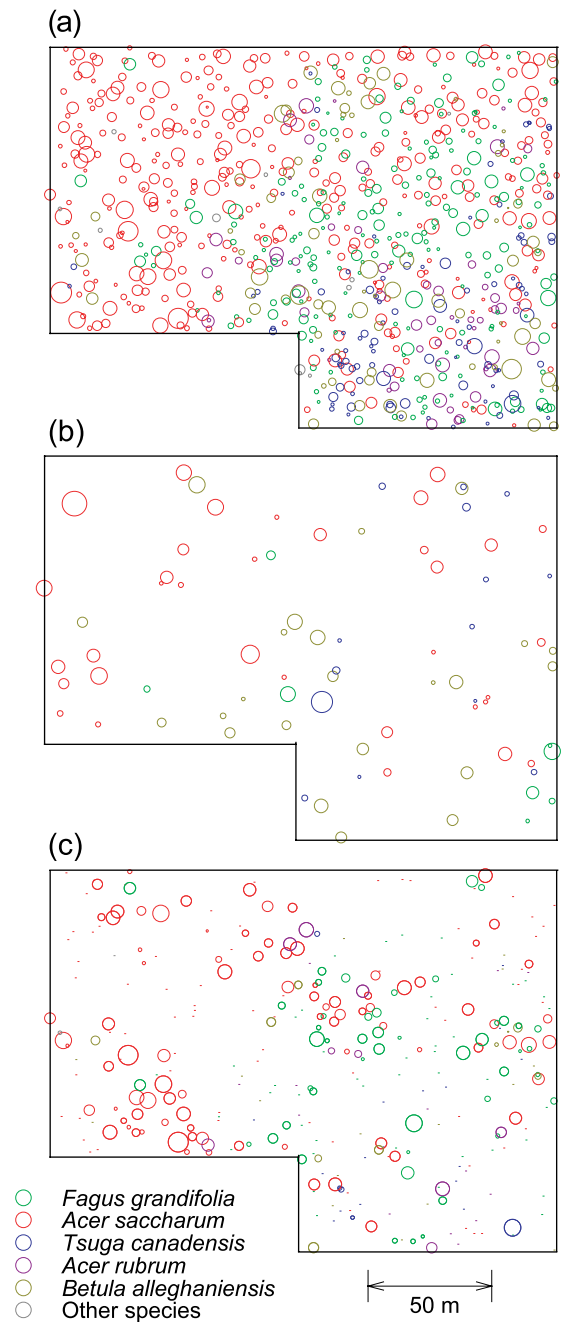 (a)
(b)
(c)
Fagus grandifolia
Acer saccharum
Tsuga canadensis
Acer rubrum
Betula alleghaniensis
Other species
50 m